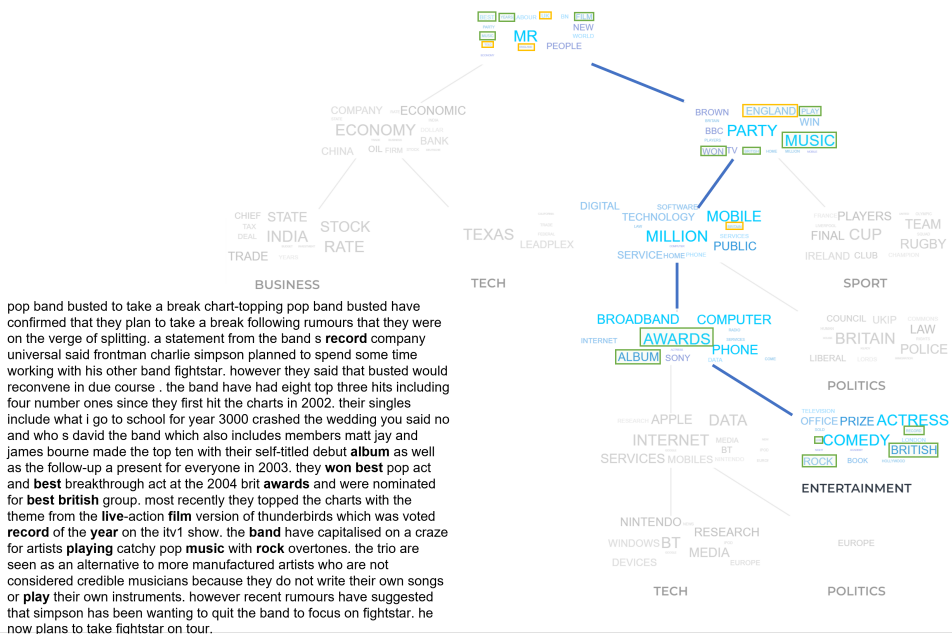 BEST LABOUR UN FILM
NEW
WORLD
MR
PEOPLE
COMPANY ECONOMIC
ECONOMY DOLLAR
BANK
CHINA OIL FIRM
BROWN ENGLAND PLAY
WIN
BBC PARTY
MUSIC
WON TV
CHIEF STATE
TAX
DEAL INDIA
STOCK
RATE
TRADE YEARS
BUSINESS
TEXAS
LEADPLEX
TECH
DIGITAL SOFTWARE
TECHNOLOGY MOBILE
MILLION SERVICES
PUBLIC
SERVICE HOME PHONE
PLAYERS
TEAM
FINAL CUP
RUGBY
IRELAND CLUB CHAMPION
SPORT
BROADBAND COMPUTER
INTERNET AWARDS
PHONE
ALBUM SONY DATA
COUNCIL UKIP COMMONS
LAW
BRITAIN
POLICE
LIBERAL LORDS
POLITICS
RESEARCH APPLE DATA
INTERNET MEDIA
BT
SERVICES MOBILES
TELEVISION
OFFICE PRIZE ACTRESS
COMEDY LONDON
BRITISH
ROCK BOOK
ENTERTAINMENT
NINTENDO
RESEARCH
WINDOWS BT
MEDIA
DEVICES EUROPE
TECH
EUROPE
POLITICS
pop band busted to take a break chart-topping pop band busted have
confirmed that they plan to take a break following rumours that they were
on the verge of splitting. a statement from the band s record company
universal said frontman charlie simpson planned to spend some time
working with his other band fightstar. however they said that busted would
reconvene in due course . the band have had eight top three hits including
four number ones since they first hit the charts in 2002. their singles
include what i go to school for year 3000 crashed the wedding you said no
and who s david the band which also includes members matt jay and
james bourne made the top ten with their self-titled debut album as well
as the follow-up a present for everyone in 2003. they won best pop act
and best breakthrough act at the 2004 brit awards and were nominated
for best british group. most recently they topped the charts with the
theme from the live-action film version of thunderbirds which was voted
record of the year on the itv1 show. the band have capitalised on a craze
for artists playing catchy pop music with rock overtones. the trio are
seen as an alternative to more manufactured artists who are not
considered credible musicians because they do not write their own songs
or play their own instruments. however recent rumours have suggested
that simpson has been wanting to quit the band to focus on fightstar. he
now plans to take fightstar on tour.